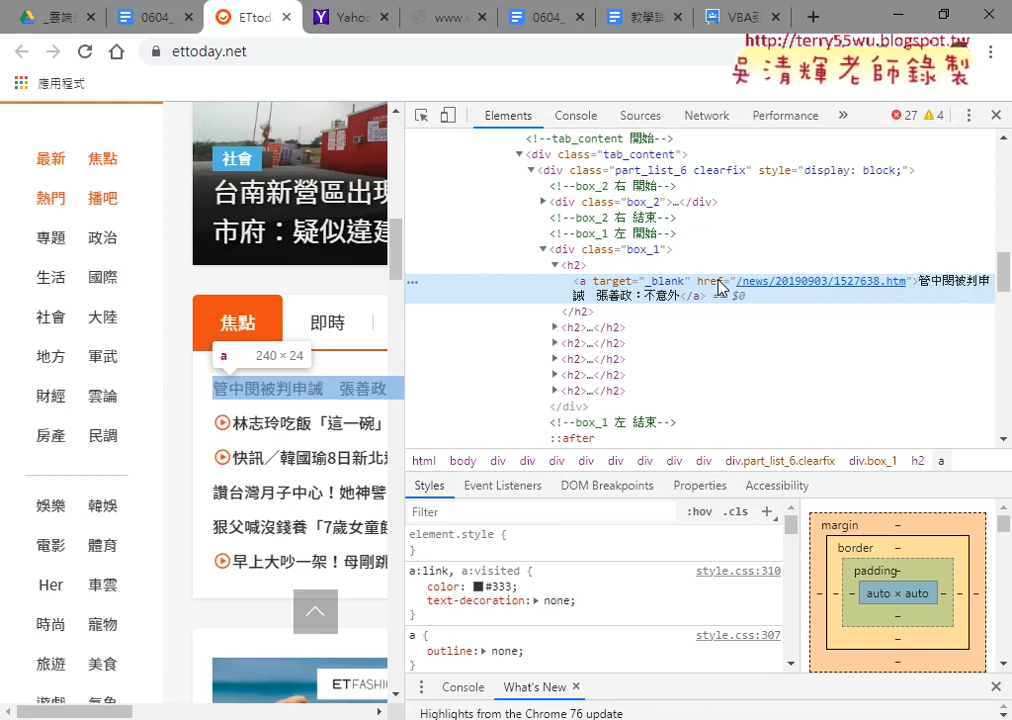 _雲端
0604_
ETtod
Yahoo
www.e
0604_
教學論
VBA到
ettoday.net
http://terry55wu.blogspot.tw
吳清輝老師錄製
應用程式
最新 焦點
熱門 播吧
專題 政治
生活 國際
社會 大陸
地方 軍武
財經 雲論
房產 民調
娛樂 韓娛
電影 體育
Her 車雲
時尚 寵物
旅遊 美食
社會
台南新營區出現
市府：疑似違建
焦點 即時
a 240 × 24
管中閔被判申誡 張善政
林志玲吃飯「這一碗」
快訊／韓國瑜8日新北
讚台灣月子中心！她神譬
狠父喊沒錢養「7歲女童
早上大吵一架！母剛跳
ETFASHI
Elements Console Sources Network Performance » 27 4
<!--tab_content 開始-->
<div class="tab_content">
<div class="part_list_6 clearfix" style="display: block;">
<!--box_2 右 開始-->
<div class="box_2">…</div>
<!--box_2 右 結束-->
<!--box_1 左 開始-->
<div class="box_1">
<h2>
<a target="_blank" href="/news/20190903/1527638.htm">管中閔被判申
誡 張善政：不意外</a> == $0
</h2>
<h2>…</h2>
<h2>…</h2>
<h2>…</h2>
<h2>…</h2>
<h2>…</h2>
</div>
<!--box_1 左 結束-->
::after
html body div div div div div div div div div.part_list_6.clearfix div.box_1 h2 a
Styles Event Listeners DOM Breakpoints Properties Accessibility
Filter :hov .cls +
element.style {
}
a:link, a:visited { style.css:310
color: #333;
text-decoration: none;
}
a { style.css:307
outline: none;
}
margin –
border –
padding –
– – – auto × auto – – –
–
–
–
Console What's New
Highlights from the Chrome 76 update